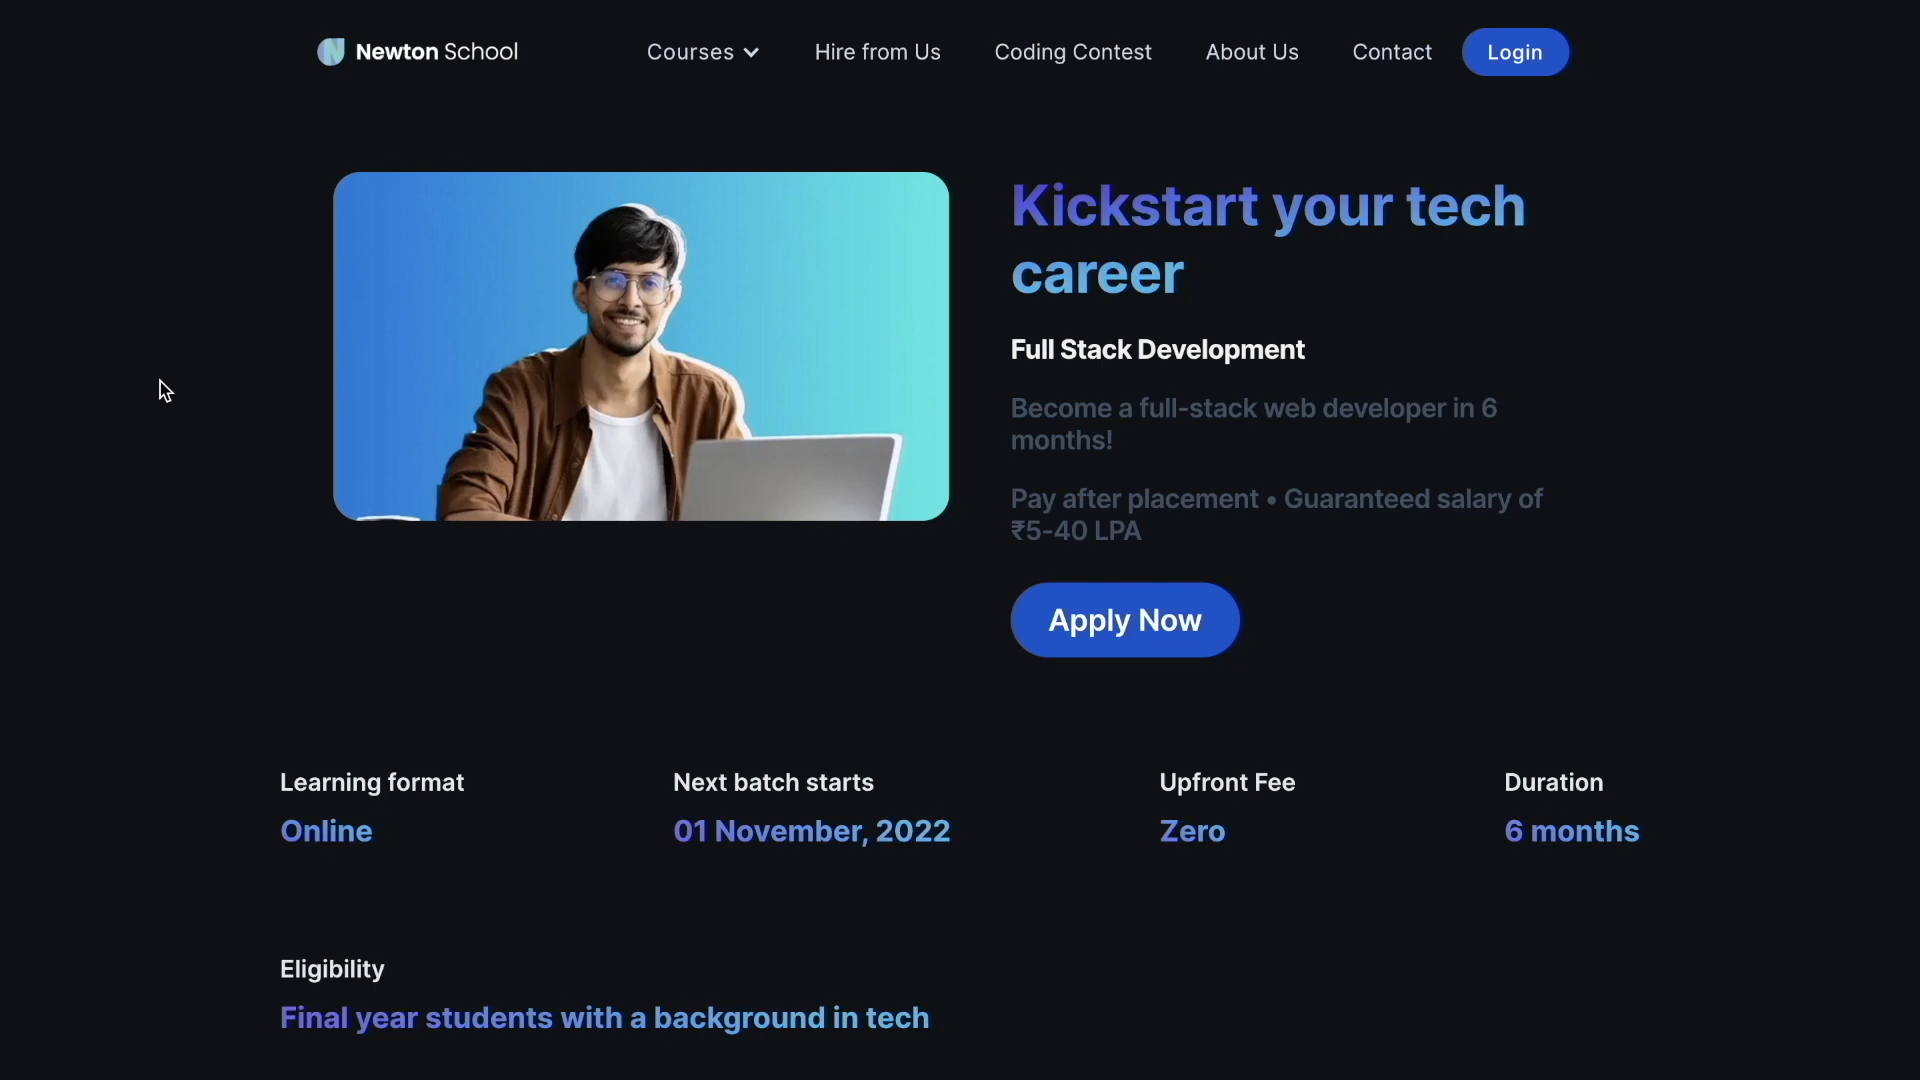 Newton School
Courses
Hire from Us
Coding Contest
About Us
Contact
Login
Kickstart your tech
career
Full Stack Development
Become a full-stack web developer in 6
months!
Pay after placement • Guaranteed salary of
₹5-40 LPA
Apply Now
Learning format
Online
Next batch starts
01 November, 2022
Upfront Fee
Zero
Duration
6 months
Eligibility
Final year students with a background in tech